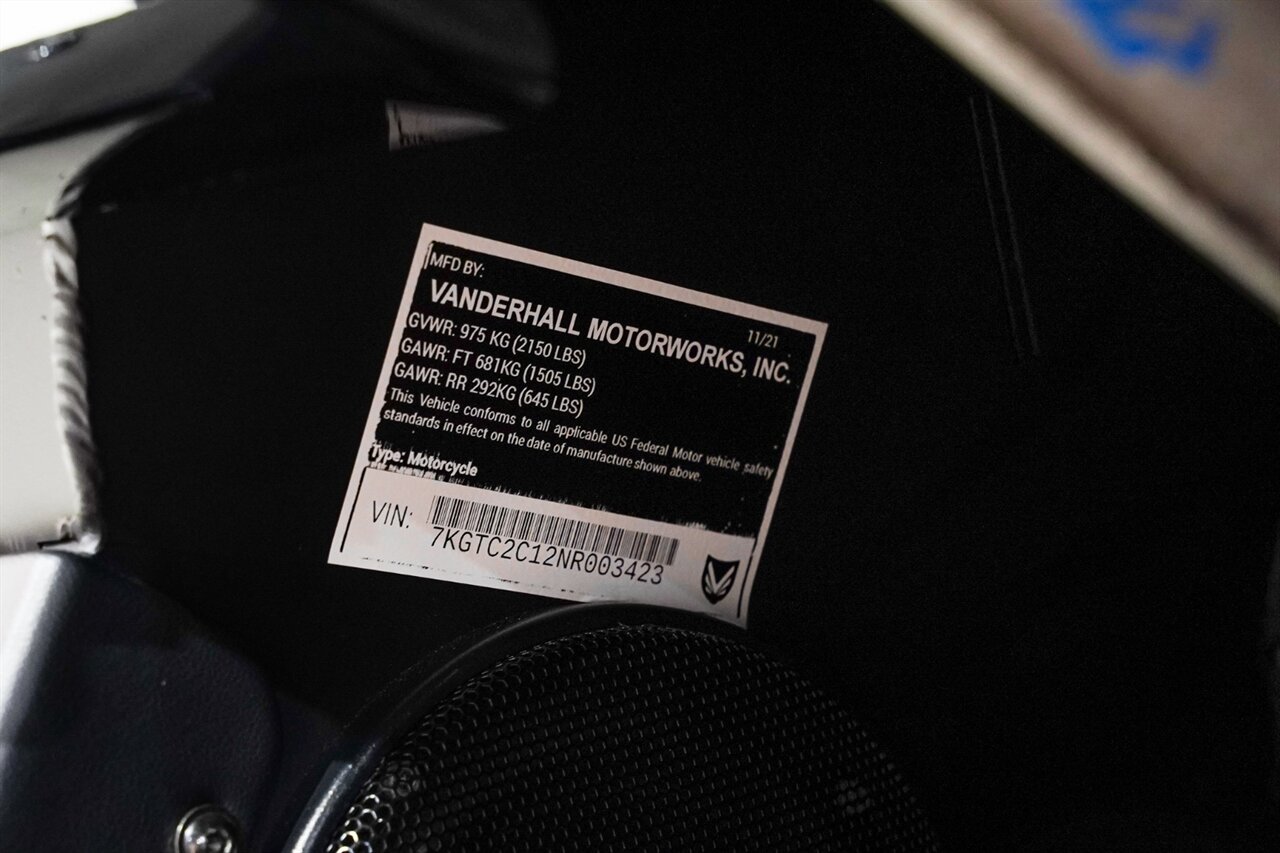 MFD BY:
11/21
VANDERHALL MOTORWORKS, INC.
GVWR: 975 KG (2150 LBS)
GAWR: FT 681KG (1505 LBS)
GAWR: RR 292KG (645 LBS)
This Vehicle conforms to all applicable US Federal Motor vehicle safety
standards in effect on the date of manufacture shown above.
Type: Motorcycle
VIN:
7KGTC2C12NR003423